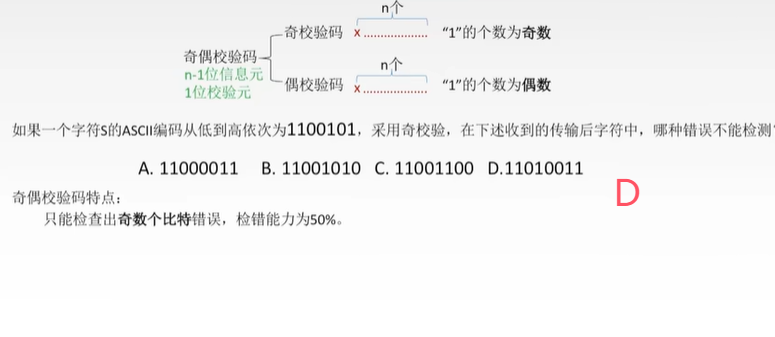 n个
奇校验码 x................... “1”的个数为奇数
奇偶校验码
n-1位信息元
1位校验元
n个
偶校验码 x................... “1”的个数为偶数
如果一个字符S的ASCII编码从低到高依次为1100101，采用奇校验，在下述收到的传输后字符中，哪种错误不能检测
A. 11000011 B. 11001010 C. 11001100 D.11010011
D
奇偶校验码特点：
只能检查出奇数个比特错误，检错能力为50%。